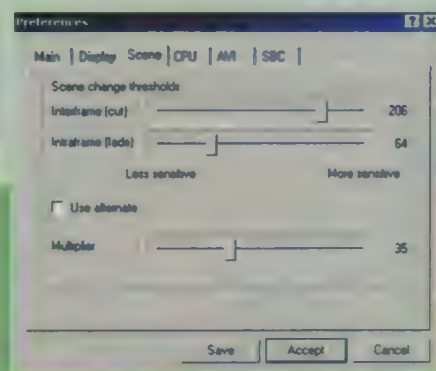 Preferences
Main Display Scene CPU AVI SBC
Scene change thresholds
Interframe (cut) 206
Intraframe (fade) 64
Less sensitive More sensitive
Use alternate
Multiplier 35
Save Accept Cancel